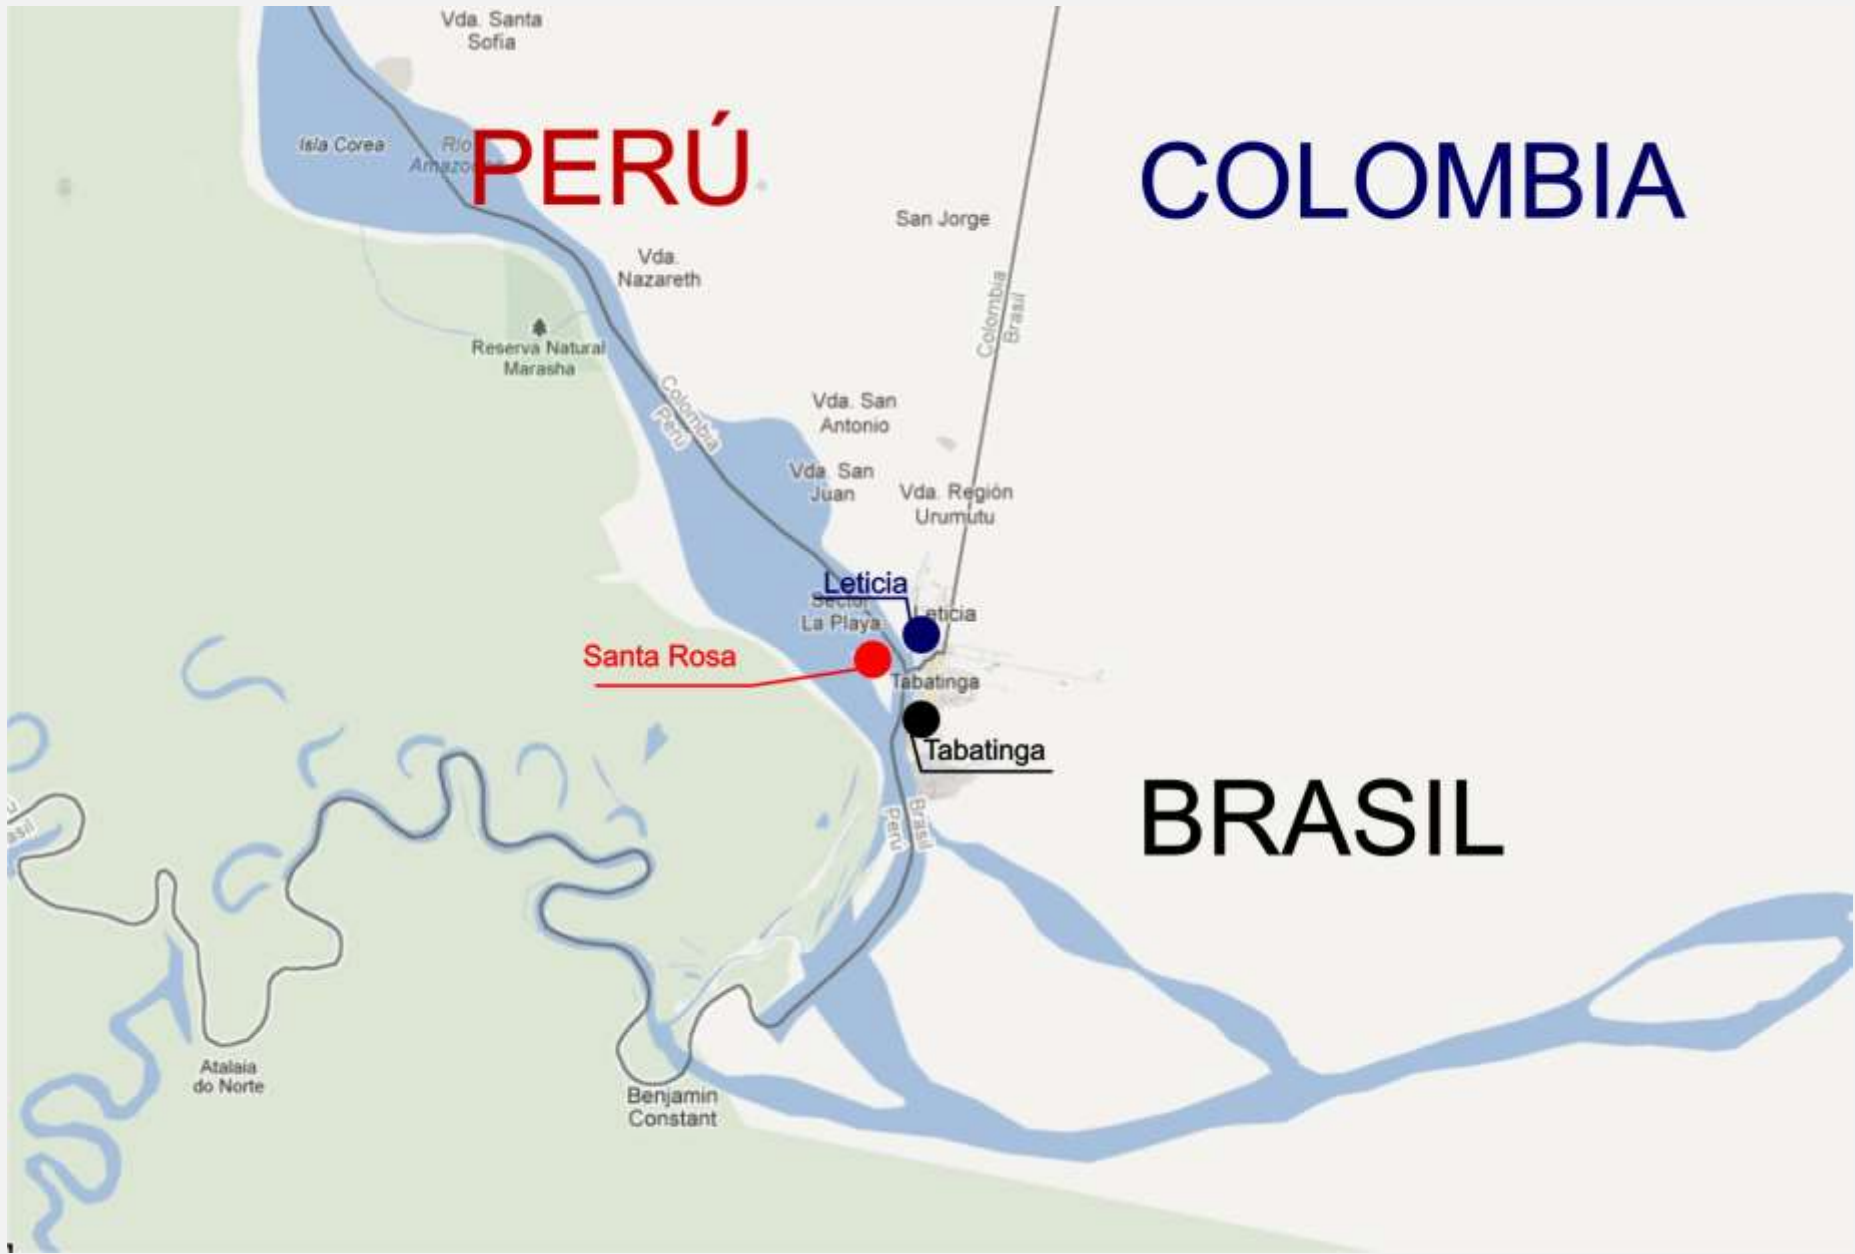 Vda. Santa
Sofia
PERÚ
COLOMBIA
Isla Corea
Río
San Jorge
Vda.
Nazareth
Colombia
Brasil
Reserva Natural
Marasha
Colombia
Perú
Vda. San
Antonio
Vda. San
Juan
Vda. Región
Urumutu
Leticia
Sector
La Playa
Leticia
Santa Rosa
Tabatinga
Tabatinga
BRASIL
Brasil
Perú
Atalaia
do Norte
Benjamin
Constant